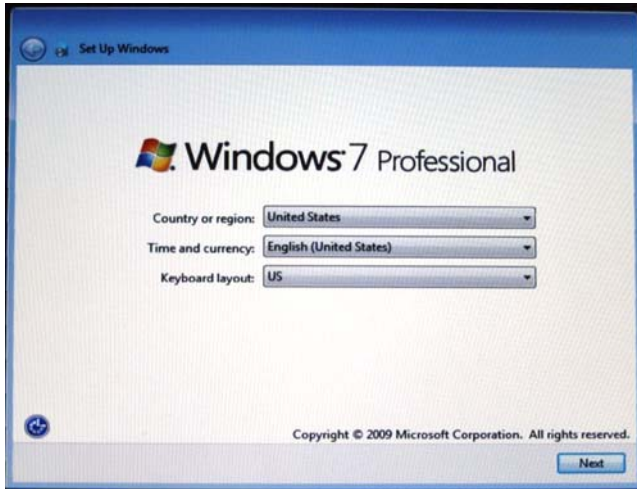 Set Up Windows
Windows 7 Professional
Country or region: United States
Time and currency: English (United States)
Keyboard layout: US
Copyright © 2009 Microsoft Corporation. All rights reserved.
Next